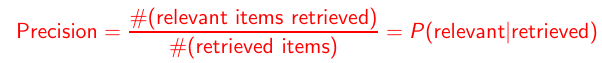 Precision = #(relevant items retrieved) / #(retrieved items) = P(relevant|retrieved)